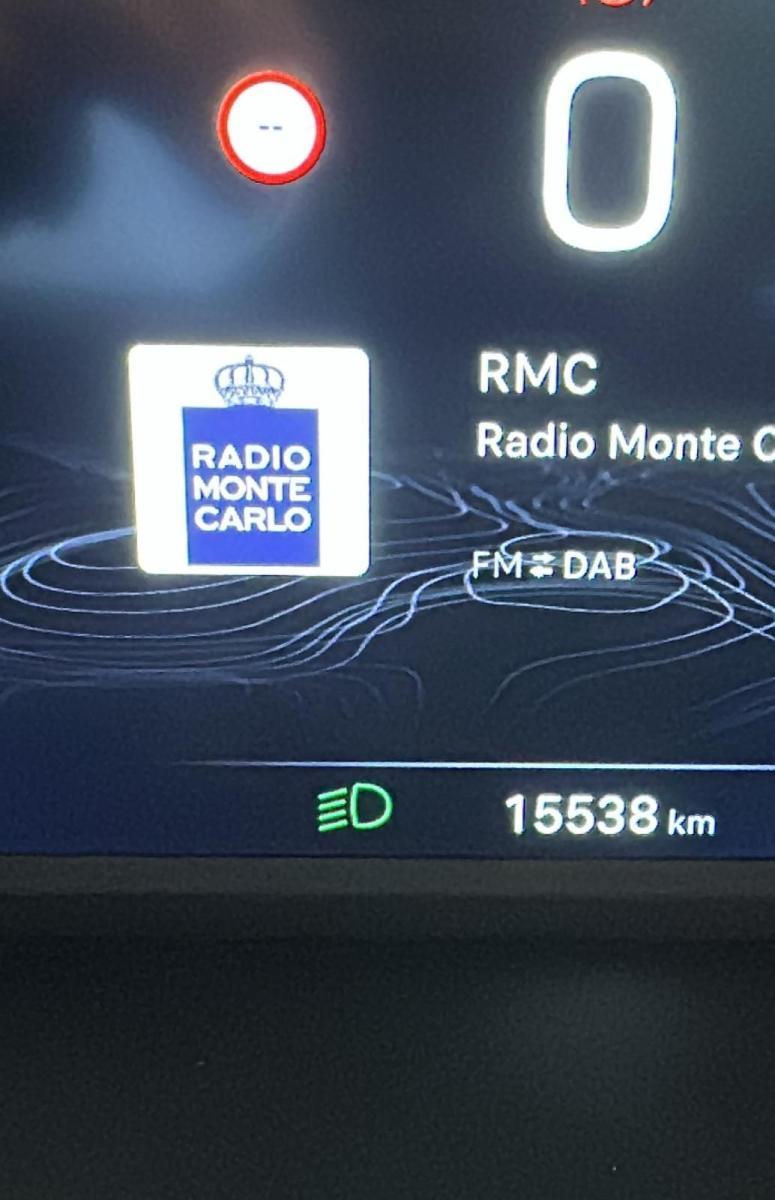 --
0
RMC
Radio Monte C
RADIO
MONTE
CARLO
FM⇄DAB
15538 km